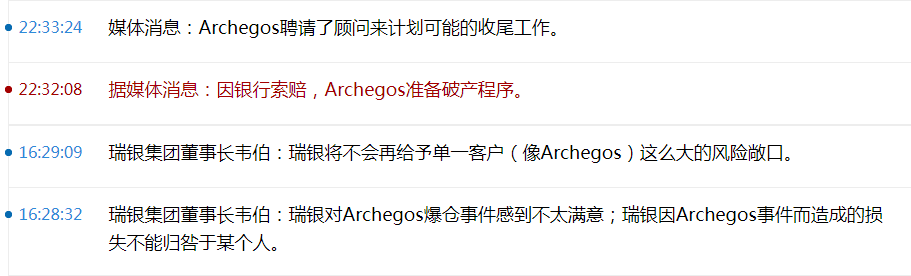 22:33:24 媒体消息：Archegos聘请了顾问来计划可能的收尾工作。
22:32:08 据媒体消息：因银行索赔，Archegos准备破产程序。
16:29:09 瑞银集团董事长韦伯：瑞银将不会再给予单一客户（像Archegos）这么大的风险敞口。
16:28:32 瑞银集团董事长韦伯：瑞银对Archegos爆仓事件感到不太满意；瑞银因Archegos事件而造成的损
失不能归咎于某个人。